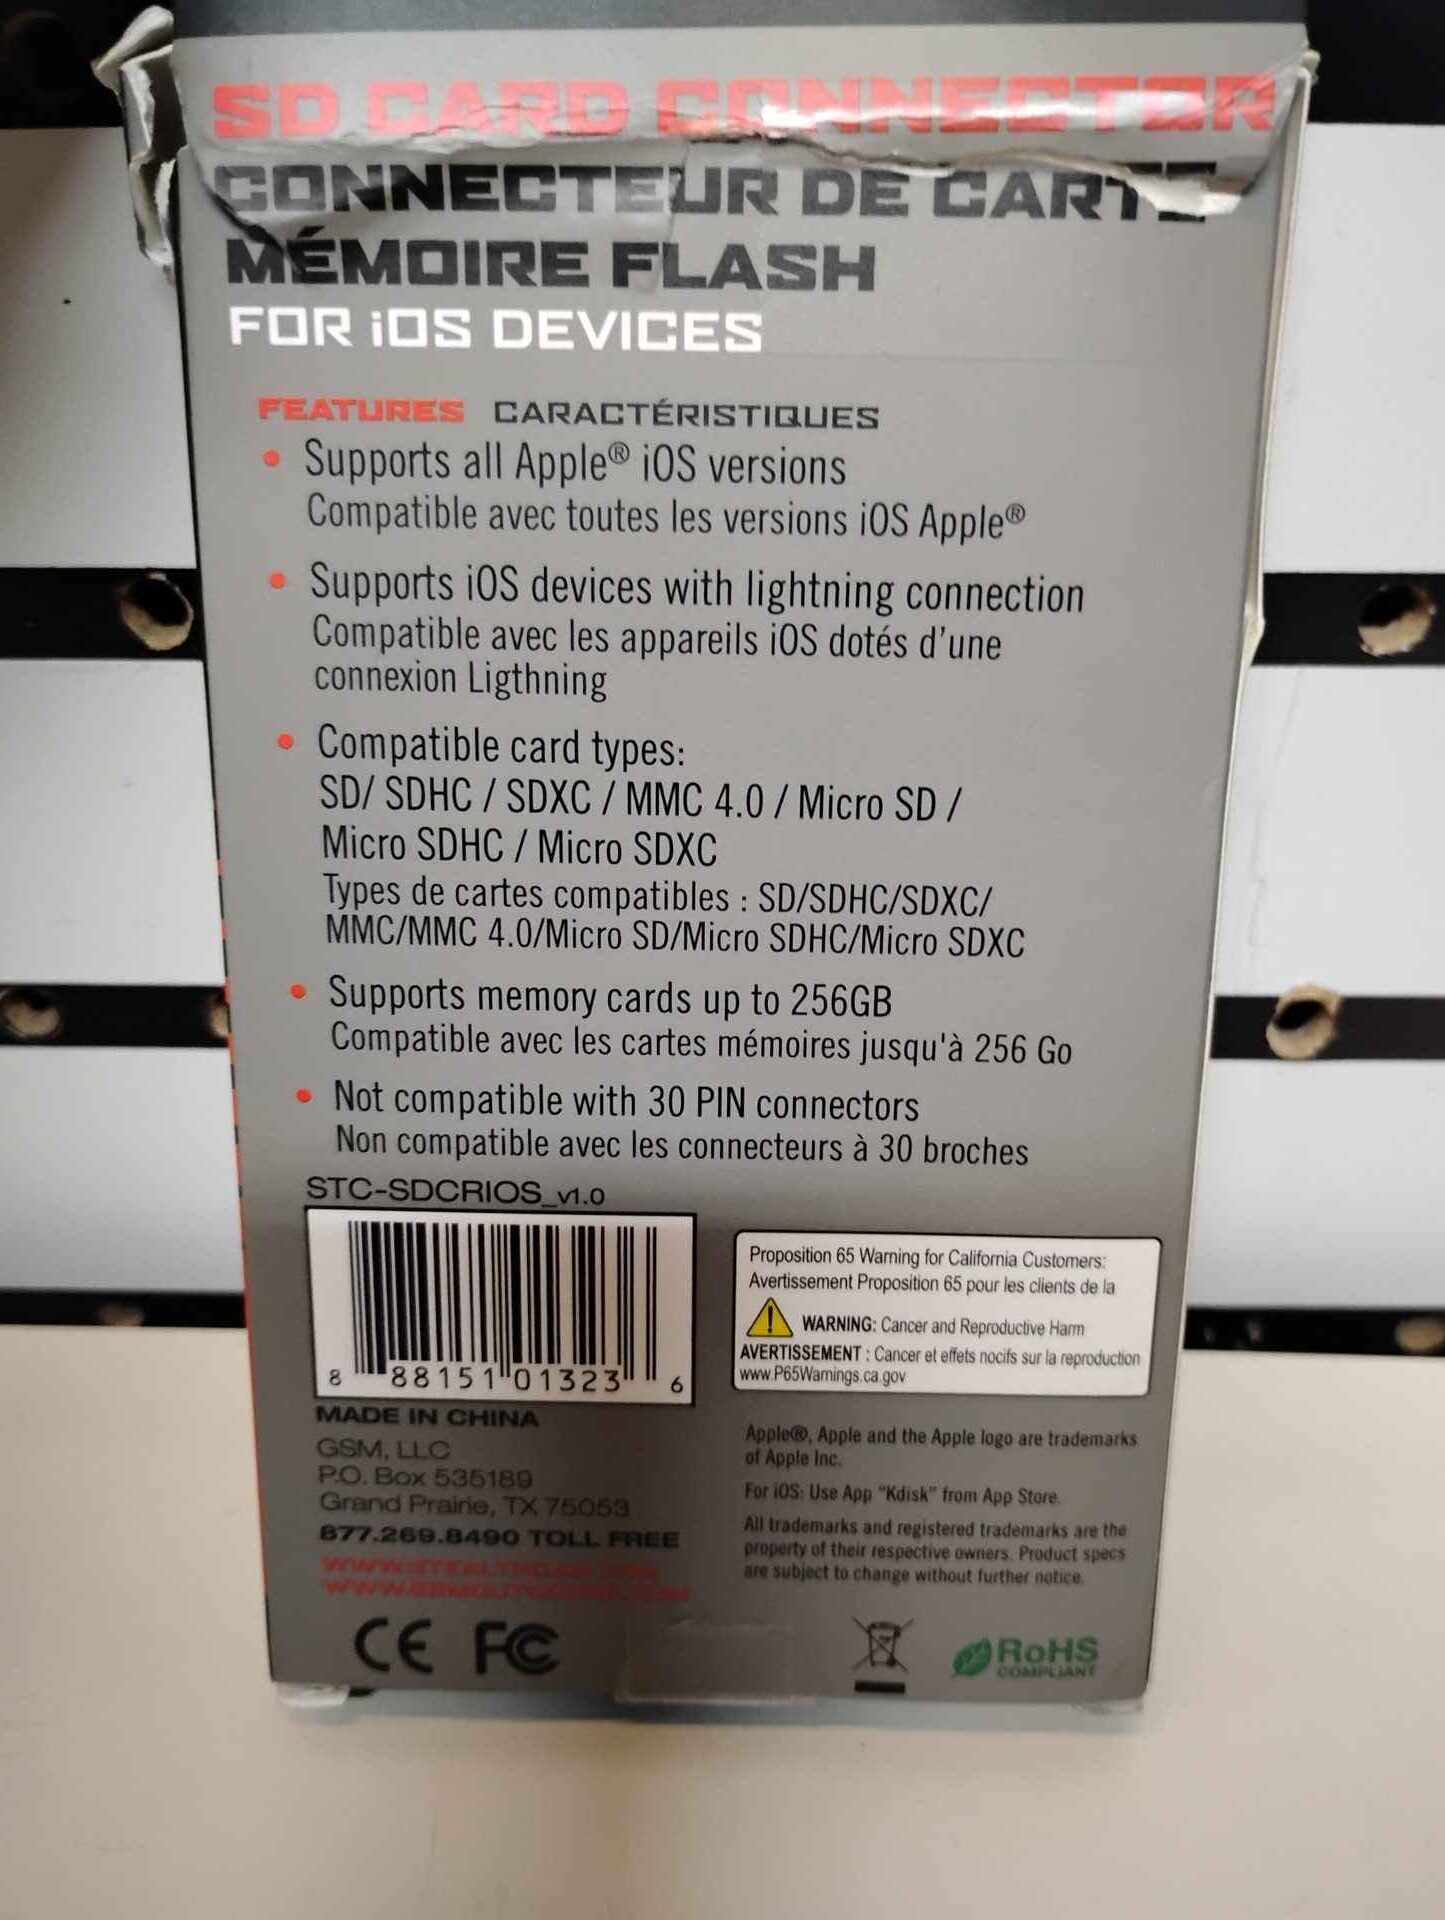 SD CARD CONNECTOR
CONNECTEUR DE CARTE
MÉMOIRE FLASH
FOR iOS DEVICES
FEATURES CARACTÉRISTIQUES
• Supports all Apple® iOS versions
Compatible avec toutes les versions iOS Apple®
• Supports iOS devices with lightning connection
Compatible avec les appareils iOS dotés d'une
connexion Ligthning
• Compatible card types:
SD/ SDHC / SDXC / MMC 4.0 / Micro SD /
Micro SDHC / Micro SDXC
Types de cartes compatibles : SD/SDHC/SDXC/
MMC/MMC 4.0/Micro SD/Micro SDHC/Micro SDXC
• Supports memory cards up to 256GB
Compatible avec les cartes mémoires jusqu'à 256 Go
• Not compatible with 30 PIN connectors
Non compatible avec les connecteurs à 30 broches
STC-SDCRIOS_v1.0
8 88151 01323 6
MADE IN CHINA
GSM, LLC
P.O. Box 535189
Grand Prairie, TX 75053
877.269.8490 TOLL FREE
WWW.STEALTHCAM.COM
Proposition 65 Warning for California Customers:
Avertissement Proposition 65 pour les clients de la
WARNING: Cancer and Reproductive Harm
AVERTISSEMENT : Cancer et effets nocifs sur la reproduction
www.P65Warnings.ca.gov
Apple®, Apple and the Apple logo are trademarks
of Apple Inc.
For iOS: Use App "Kdisk" from App Store.
All trademarks and registered trademarks are the
property of their respective owners. Product specs
are subject to change without further notice.
CE FC
RoHS
COMPLIANT